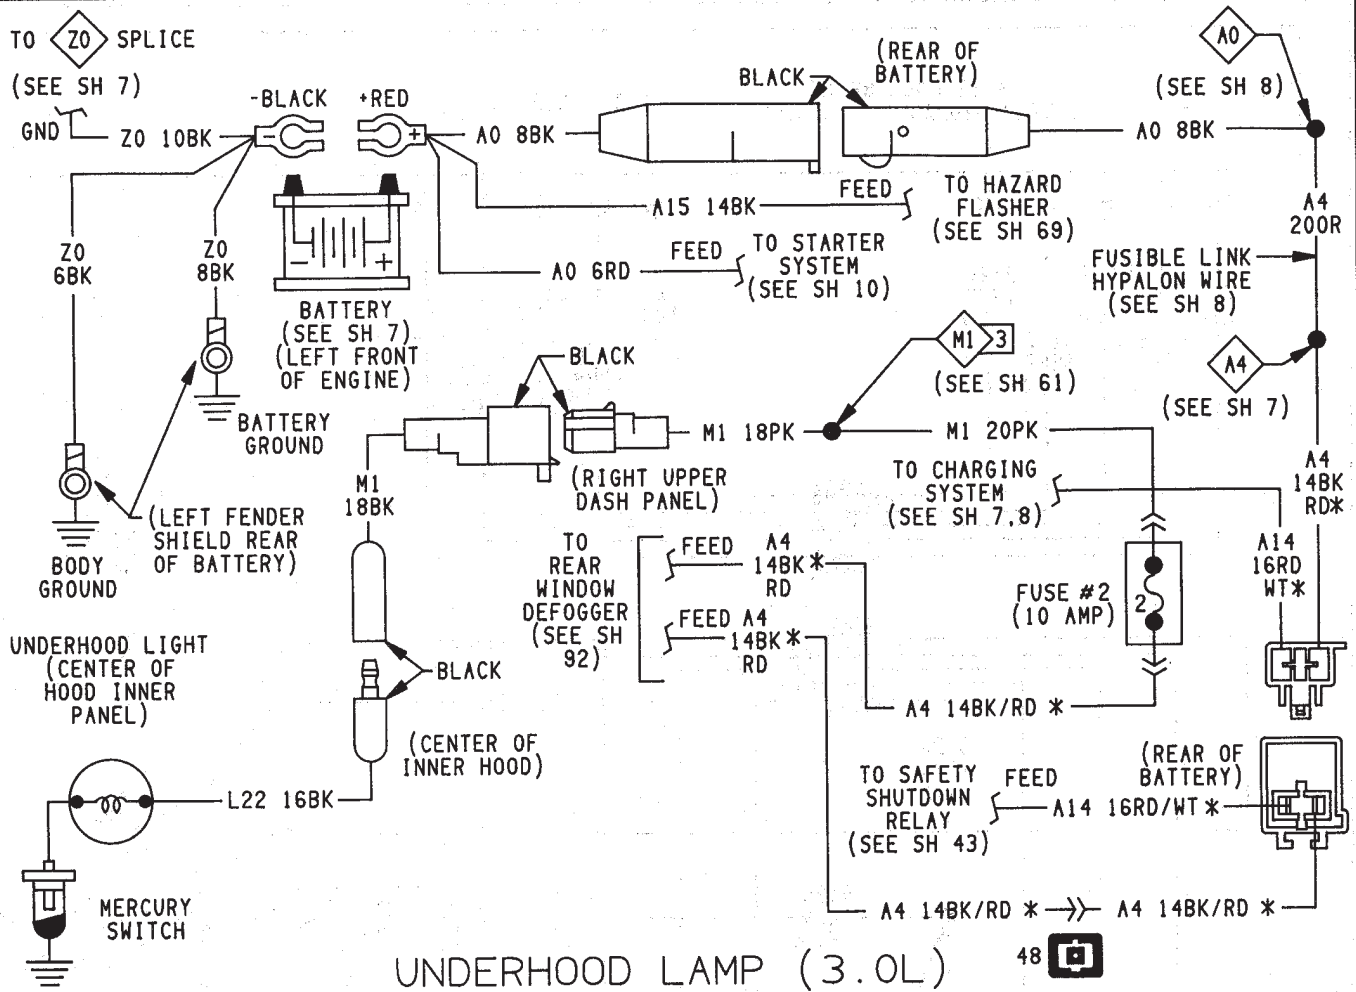 TO Z0 SPLICE
(SEE SH 7)
GND
Z0 10BK
-BLACK
+RED
-
+
A0 8BK
BLACK
(REAR OF
BATTERY)
A0
(SEE SH 8)
A0 8BK
A15 14BK
FEED
TO HAZARD
FLASHER
(SEE SH 69)
A4
200R
Z0
6BK
Z0
8BK
A0 6RD
FEED
TO STARTER
SYSTEM
(SEE SH 10)
FUSIBLE LINK
HYPALON WIRE
(SEE SH 8)
- +
BATTERY
(SEE SH 7)
(LEFT FRONT
OF ENGINE)
BLACK
M1 3
(SEE SH 61)
A4
(SEE SH 7)
BATTERY
GROUND
M1 18PK
M1 20PK
(RIGHT UPPER
DASH PANEL)
M1
18BK
TO CHARGING
SYSTEM
(SEE SH 7,8)
A4
14BK
RD*
(LEFT FENDER
SHIELD REAR
OF BATTERY)
BODY
GROUND
TO
REAR
WINDOW
DEFOGGER
(SEE SH
92)
FEED
A4
14BK*
RD
FEED A4
14BK*
RD
FUSE #2
(10 AMP)
2
A14
16RD
WT*
UNDERHOOD LIGHT
(CENTER OF
HOOD INNER
PANEL)
BLACK
A4 14BK/RD *
(CENTER OF
INNER HOOD)
L22 16BK
TO SAFETY
SHUTDOWN
RELAY
(SEE SH 43)
FEED
A14 16RD/WT *
(REAR OF
BATTERY)
MERCURY
SWITCH
A4 14BK/RD *
A4 14BK/RD *
48
UNDERHOOD LAMP (3.0L)